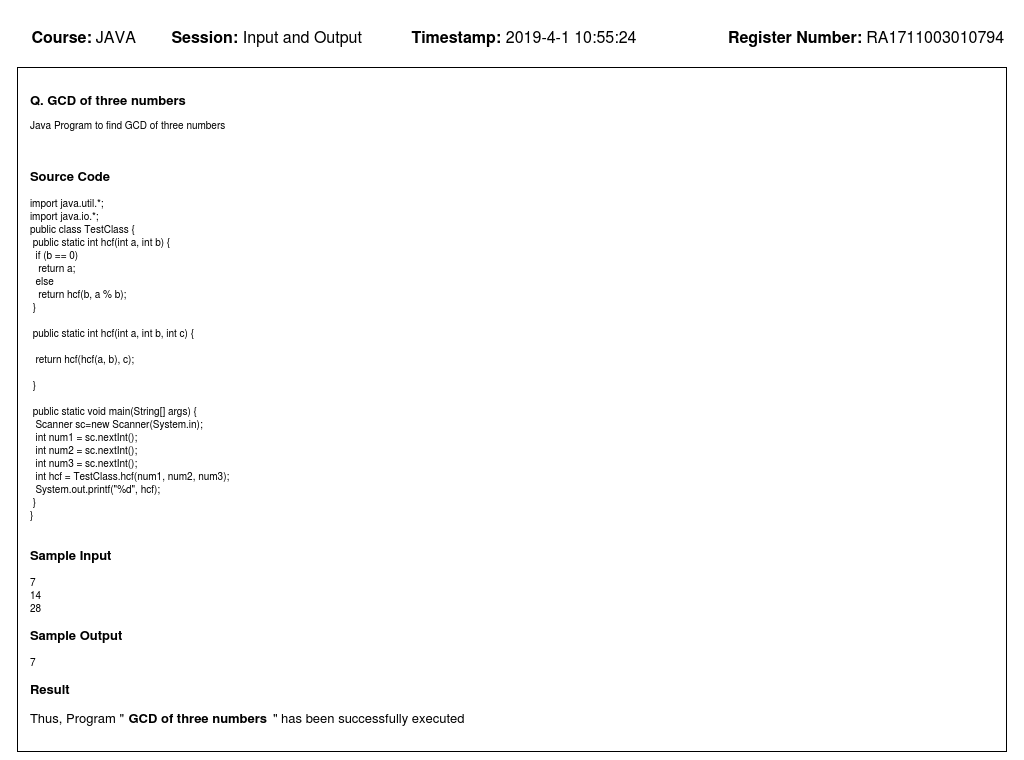 Course: JAVA Session: Input and Output Timestamp: 2019-4-1 10:55:24 Register Number: RA1711003010794
Q. GCD of three numbers
Java Program to find GCD of three numbers
Source Code
import java.util.*;
import java.io.*;
public class TestClass {
 public static int hcf(int a, int b) {
  if (b == 0)
   return a;
  else
   return hcf(b, a % b);
 }
 public static int hcf(int a, int b, int c) {
  return hcf(hcf(a, b), c);
 }
 public static void main(String[] args) {
  Scanner sc=new Scanner(System.in);
  int num1 = sc.nextInt();
  int num2 = sc.nextInt();
  int num3 = sc.nextInt();
  int hcf = TestClass.hcf(num1, num2, num3);
  System.out.printf("%d", hcf);
 }
}
Sample Input
7
14
28
Sample Output
7
Result
Thus, Program " GCD of three numbers " has been successfully executed